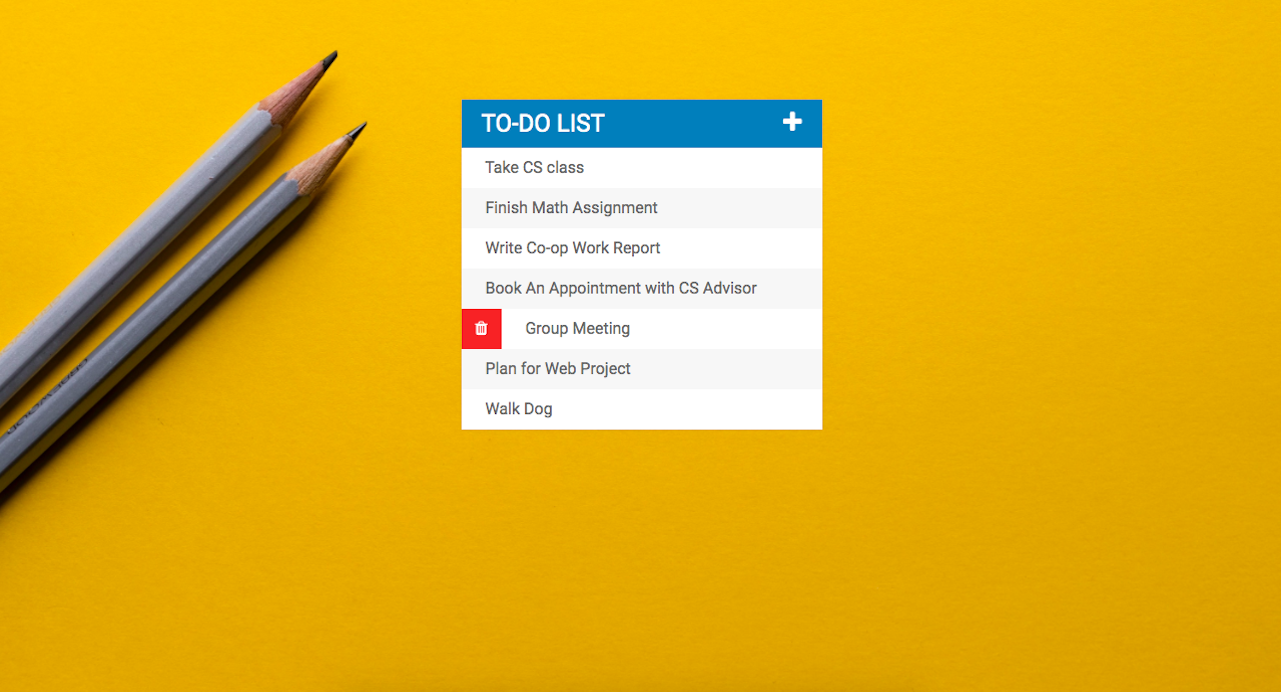 TO-DO LIST
Take CS class
Finish Math Assignment
Write Co-op Work Report
Book An Appointment with CS Advisor
Group Meeting
Plan for Web Project
Walk Dog